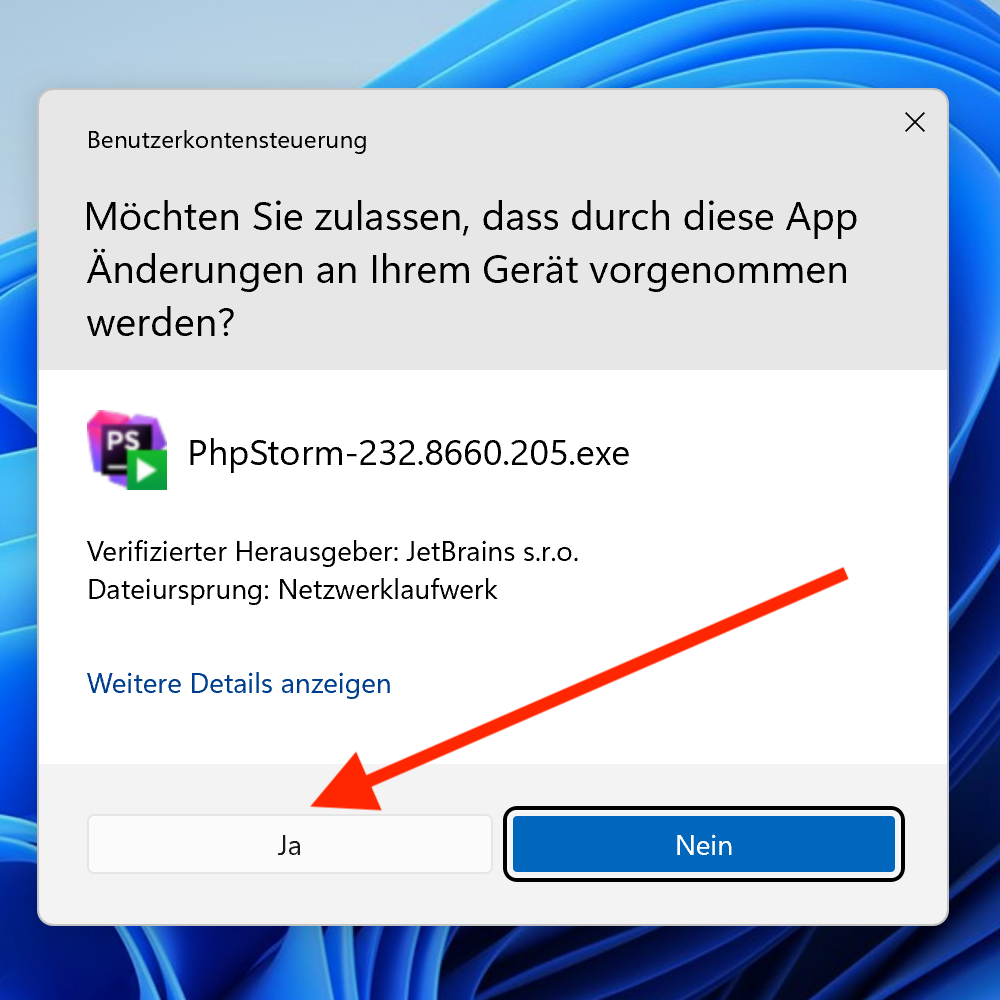 Benutzerkontensteuerung
Möchten Sie zulassen, dass durch diese App
Änderungen an Ihrem Gerät vorgenommen
werden?
PS
PhpStorm-232.8660.205.exe
Verifizierter Herausgeber: JetBrains s.r.o.
Dateiursprung: Netzwerklaufwerk
Weitere Details anzeigen
Ja
Nein